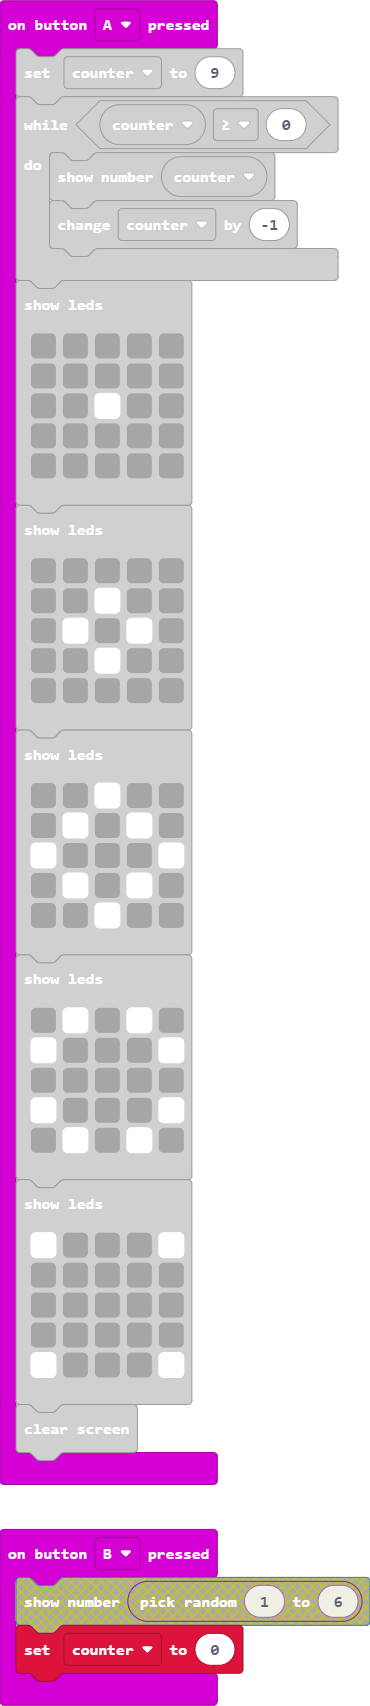 on button A pressed
set counter to 9
while counter ≥ 0
do
show number counter
change counter by -1
show leds
show leds
show leds
show leds
show leds
clear screen
on button B pressed
show number pick random 1 to 6
set counter to 0